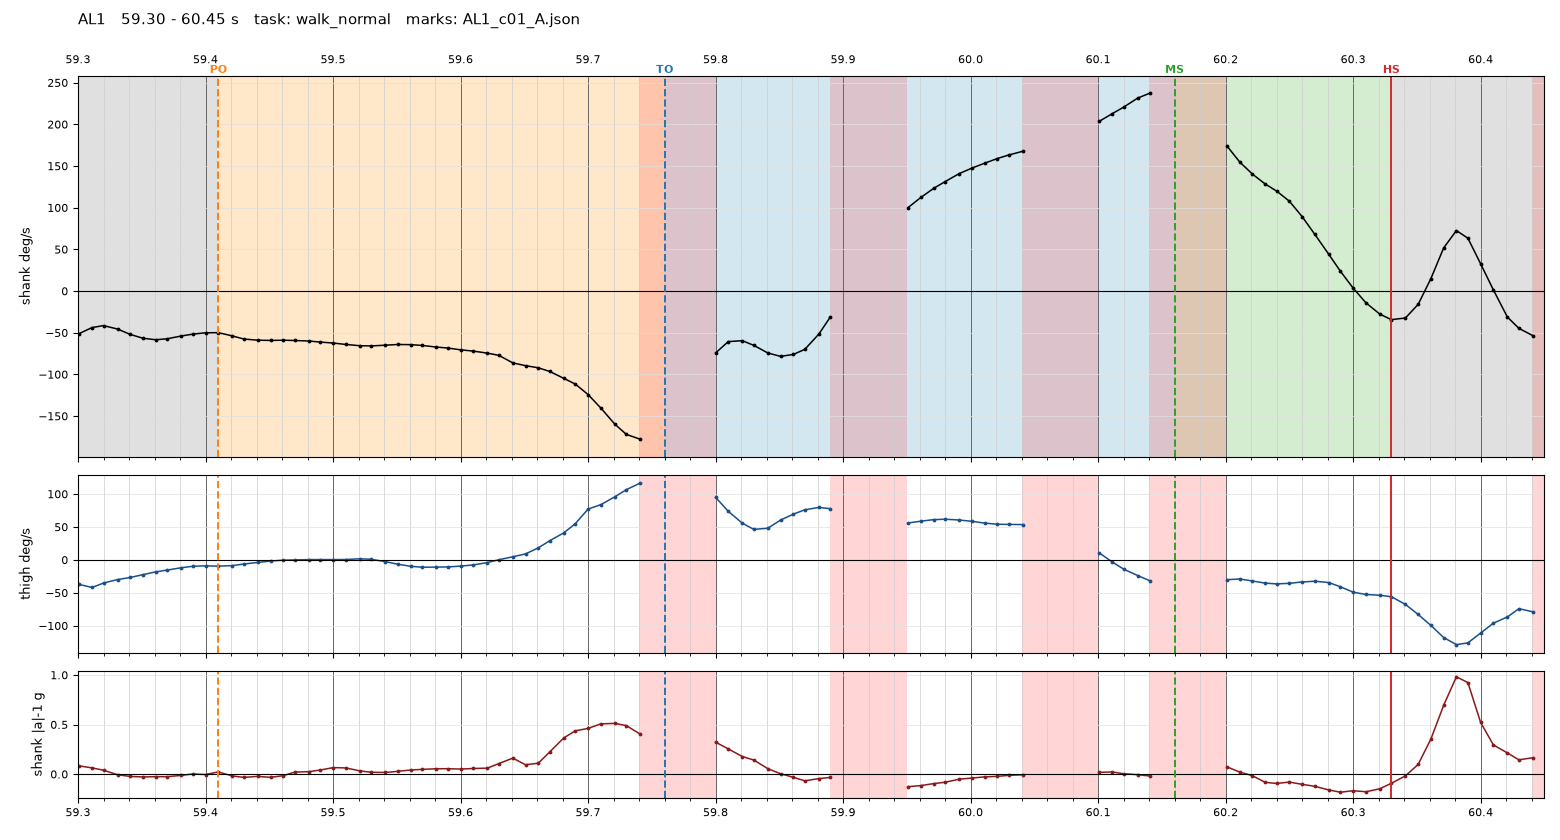 AL1   59.30 - 60.45 s   task: walk_normal   marks: AL1_c01_A.json
59.3 59.4 59.5 59.6 59.7 59.8 59.9 60.0 60.1 60.2 60.3 60.4
PO TO MS HS
250
200
150
100
50
0
−50
−100
−150
shank deg/s
100
50
0
−50
−100
thigh deg/s
1.0
0.5
0.0
shank |a|-1 g
59.3 59.4 59.5 59.6 59.7 59.8 59.9 60.0 60.1 60.2 60.3 60.4